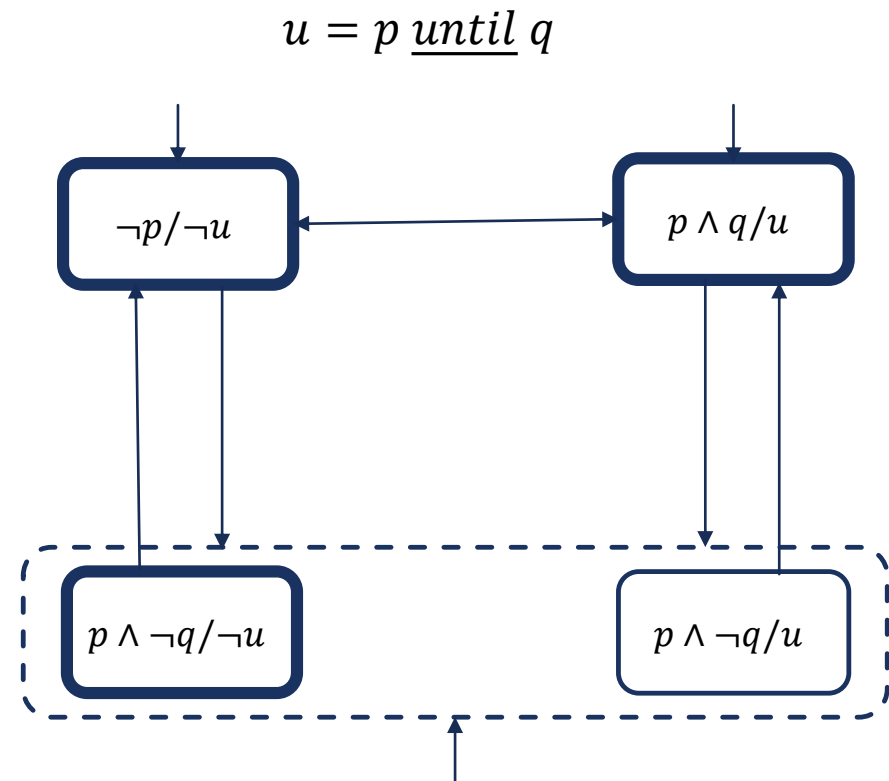 u = p until q
¬p/¬u
p ∧ q/u
p ∧ ¬q/¬u
p ∧ ¬q/u